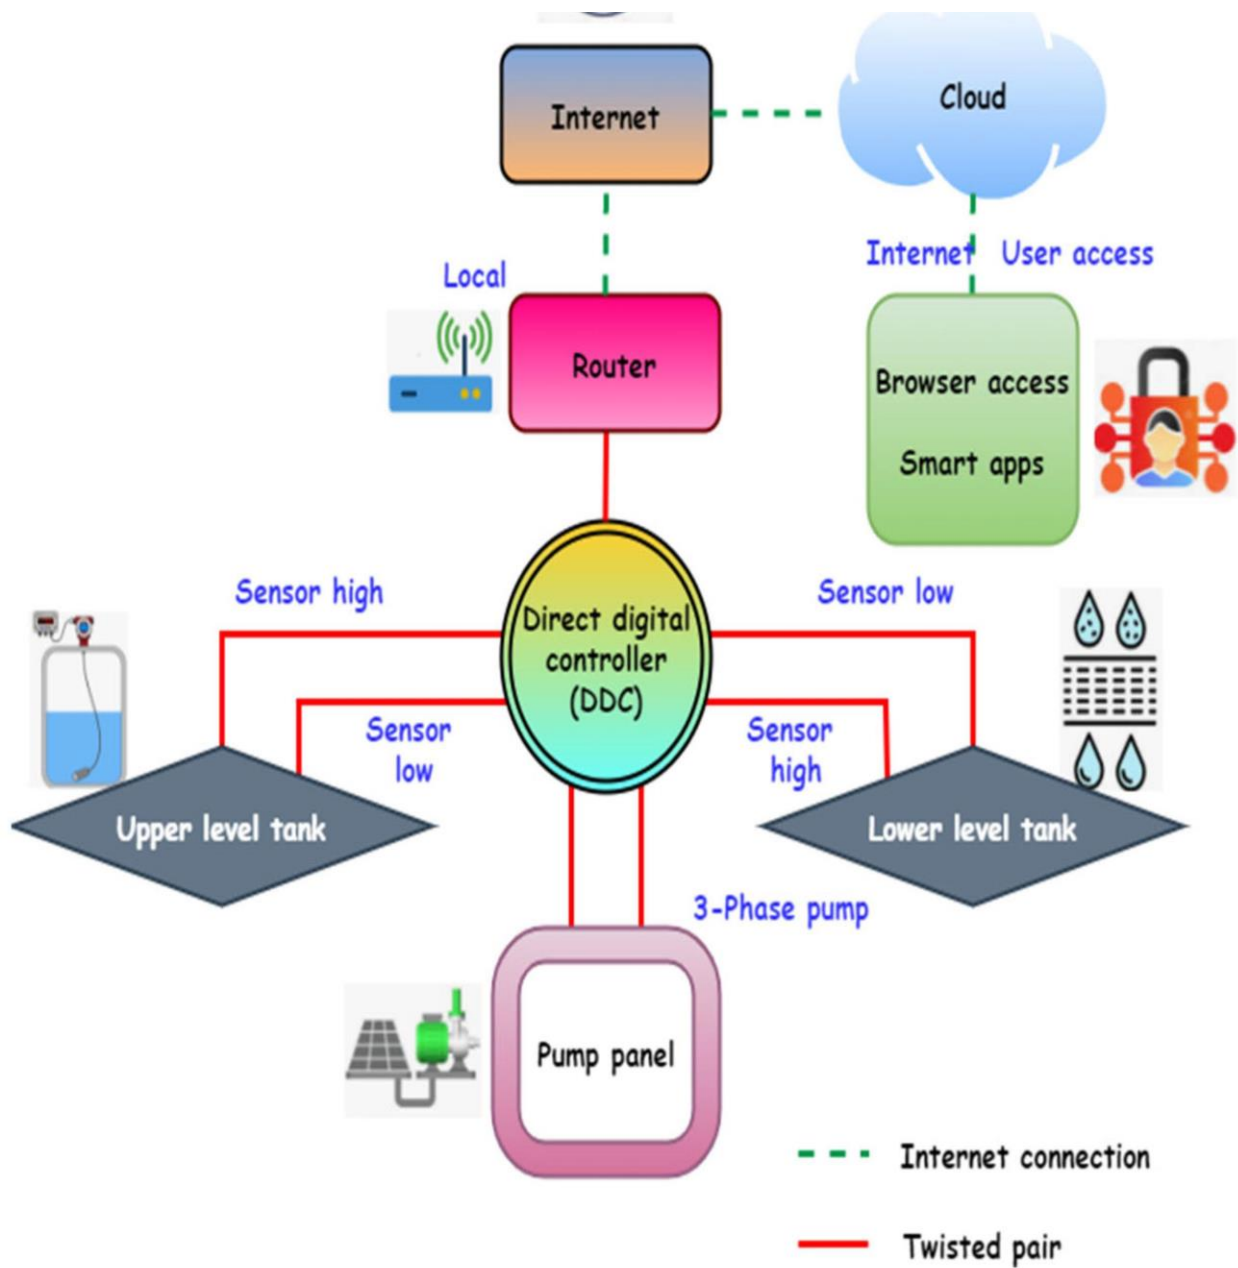 Internet
Cloud
Internet User access
Local
Router
Browser access
Smart apps
Sensor high
Sensor low
Direct digital
controller
(DDC)
Sensor
low
Sensor
high
Upper level tank
Lower level tank
3-Phase pump
Pump panel
Internet connection
Twisted pair